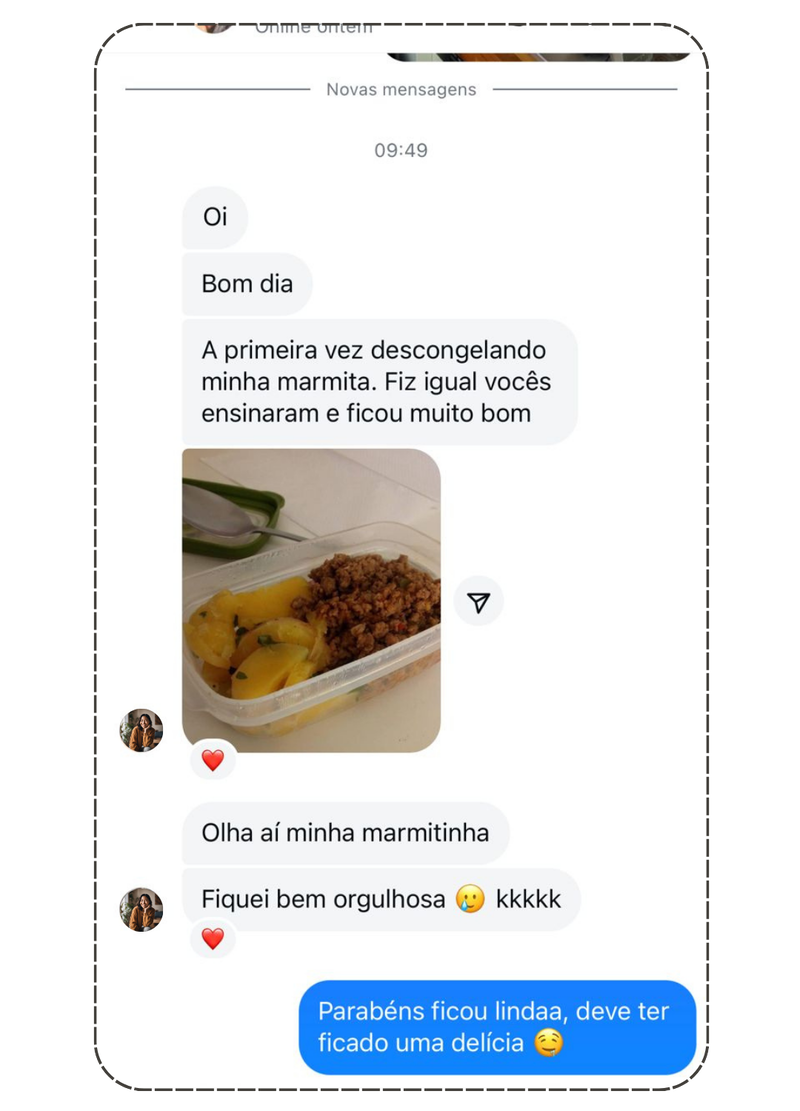 Online ontem
Novas mensagens
09:49
Oi
Bom dia
A primeira vez descongelando
minha marmita. Fiz igual vocês
ensinaram e ficou muito bom
Olha aí minha marmitinha
Fiquei bem orgulhosa 🥲 kkkkk
Parabéns ficou lindaa, deve ter
ficado uma delícia 🤤